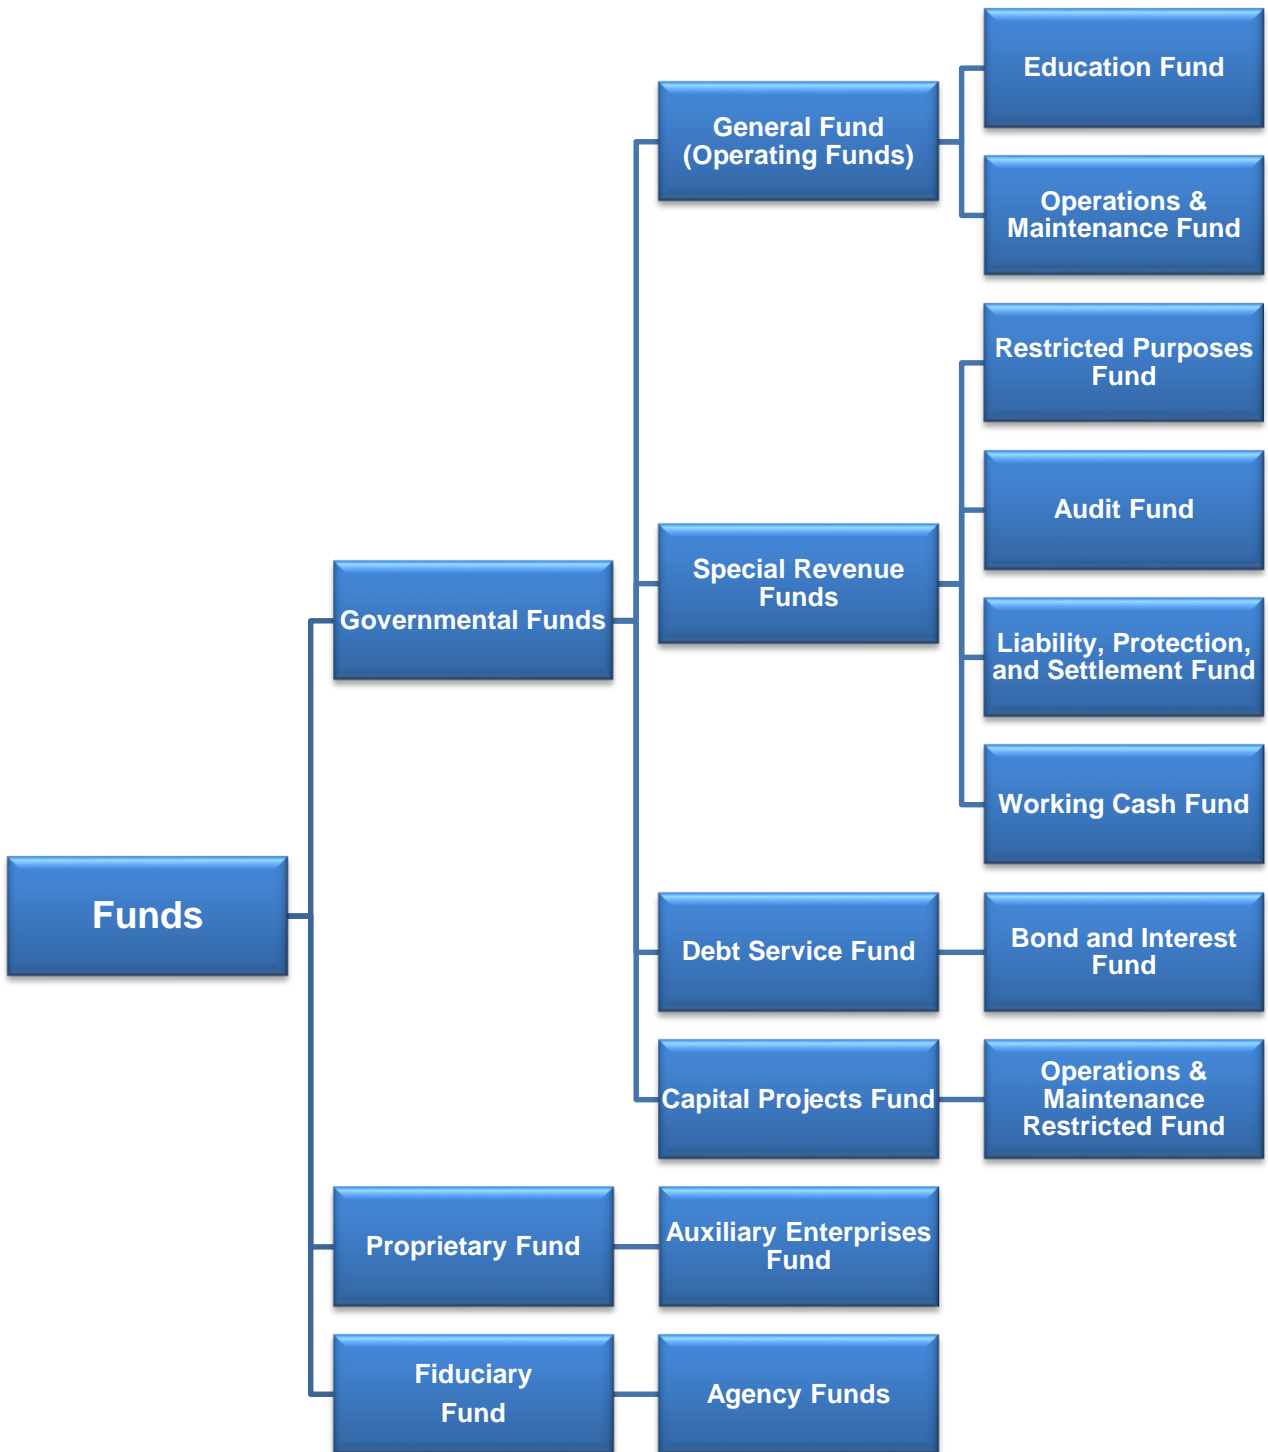 Education Fund
General Fund
(Operating Funds)
Operations &
Maintenance Fund
Restricted Purposes
Fund
Audit Fund
Special Revenue
Funds
Governmental Funds
Liability, Protection,
and Settlement Fund
Working Cash Fund
Funds
Debt Service Fund
Bond and Interest
Fund
Capital Projects Fund
Operations &
Maintenance
Restricted Fund
Proprietary Fund
Auxiliary Enterprises
Fund
Fiduciary
Fund
Agency Funds